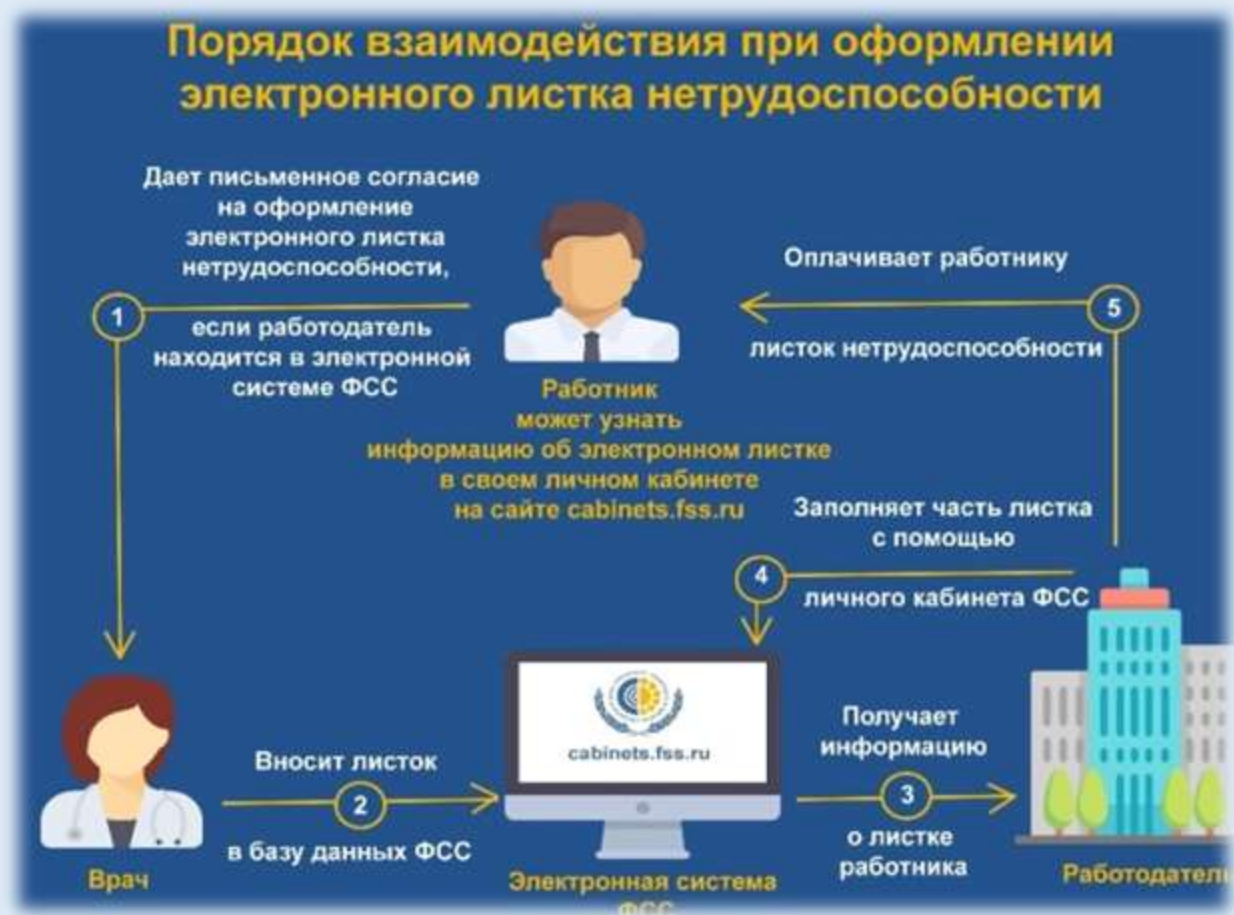 Порядок взаимодействия при оформлении
электронного листка нетрудоспособности
Дает письменное согласие
на оформление
электронного листка
нетрудоспособности,
1
если работодатель
находится в электронной
системе ФСС
Работник
может узнать
информацию об электронном листке
в своем личном кабинете
на сайте cabinets.fss.ru
Оплачивает работнику
5
листок нетрудоспособности
Заполняет часть листка
с помощью
4
личного кабинета ФСС
Врач
Вносит листок
2
в базу данных ФСС
cabinets.fss.ru
Электронная система
ФСС
Получает
информацию
3
о листке
работника
Работодатель